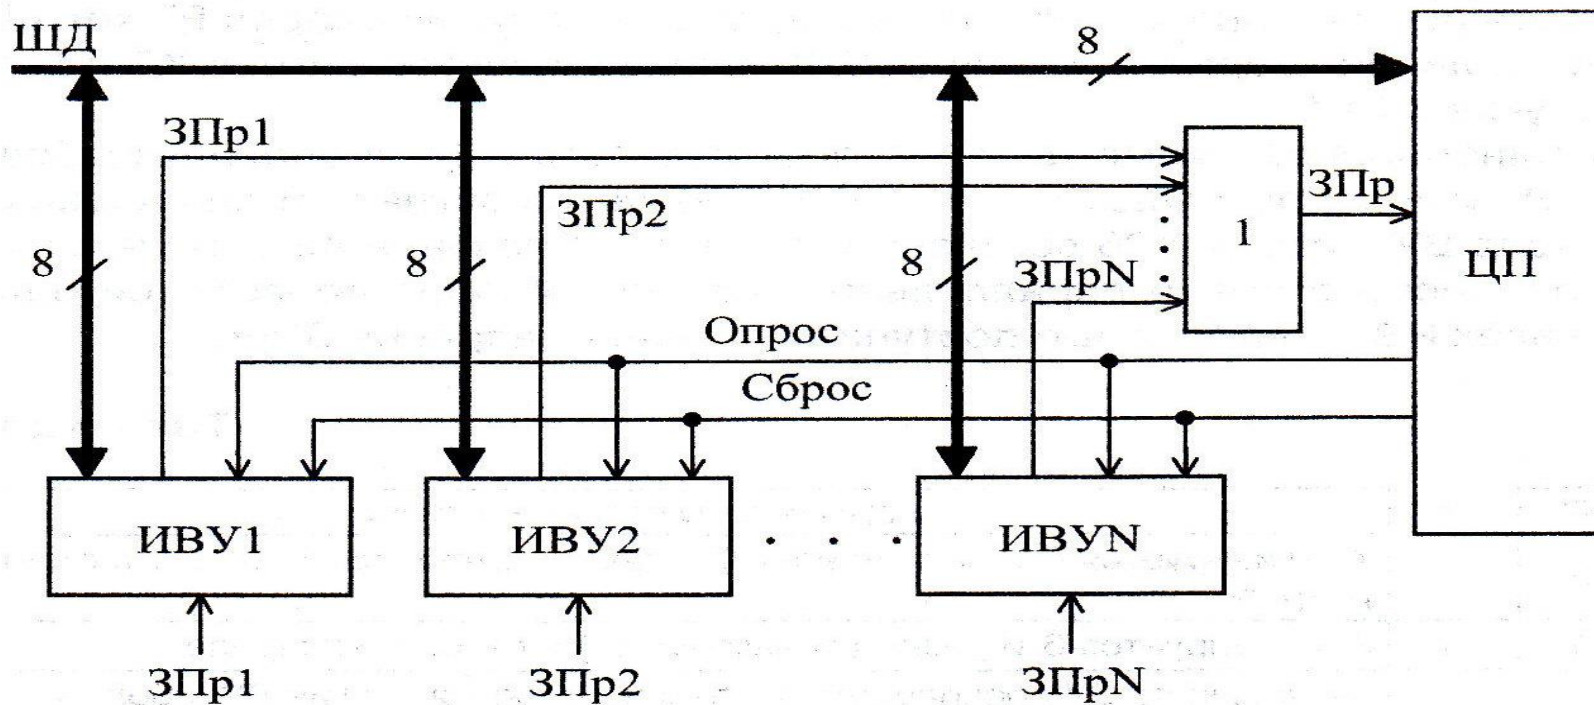 ШД
8
ЗПр1
ЗПр2
ЗПр
8
8
8
ЗПрN
1
ЦП
Опрос
Сброс
ИВУ1
ИВУ2
. . .
ИВУN
ЗПр1
ЗПр2
ЗПрN